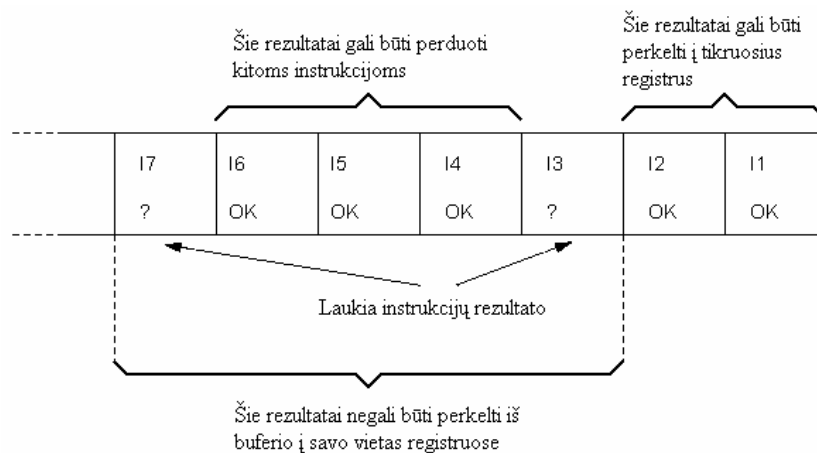 Šie rezultatai gali būti perduoti
kitoms instrukcijoms
Šie rezultatai gali būti
perkelti į tikruosius
registrus
I7 I6 I5 I4 I3 I2 I1
? OK OK OK ? OK OK
Laukia instrukcijų rezultato
Šie rezultatai negali būti perkelti iš
buferio į savo vietas registruose